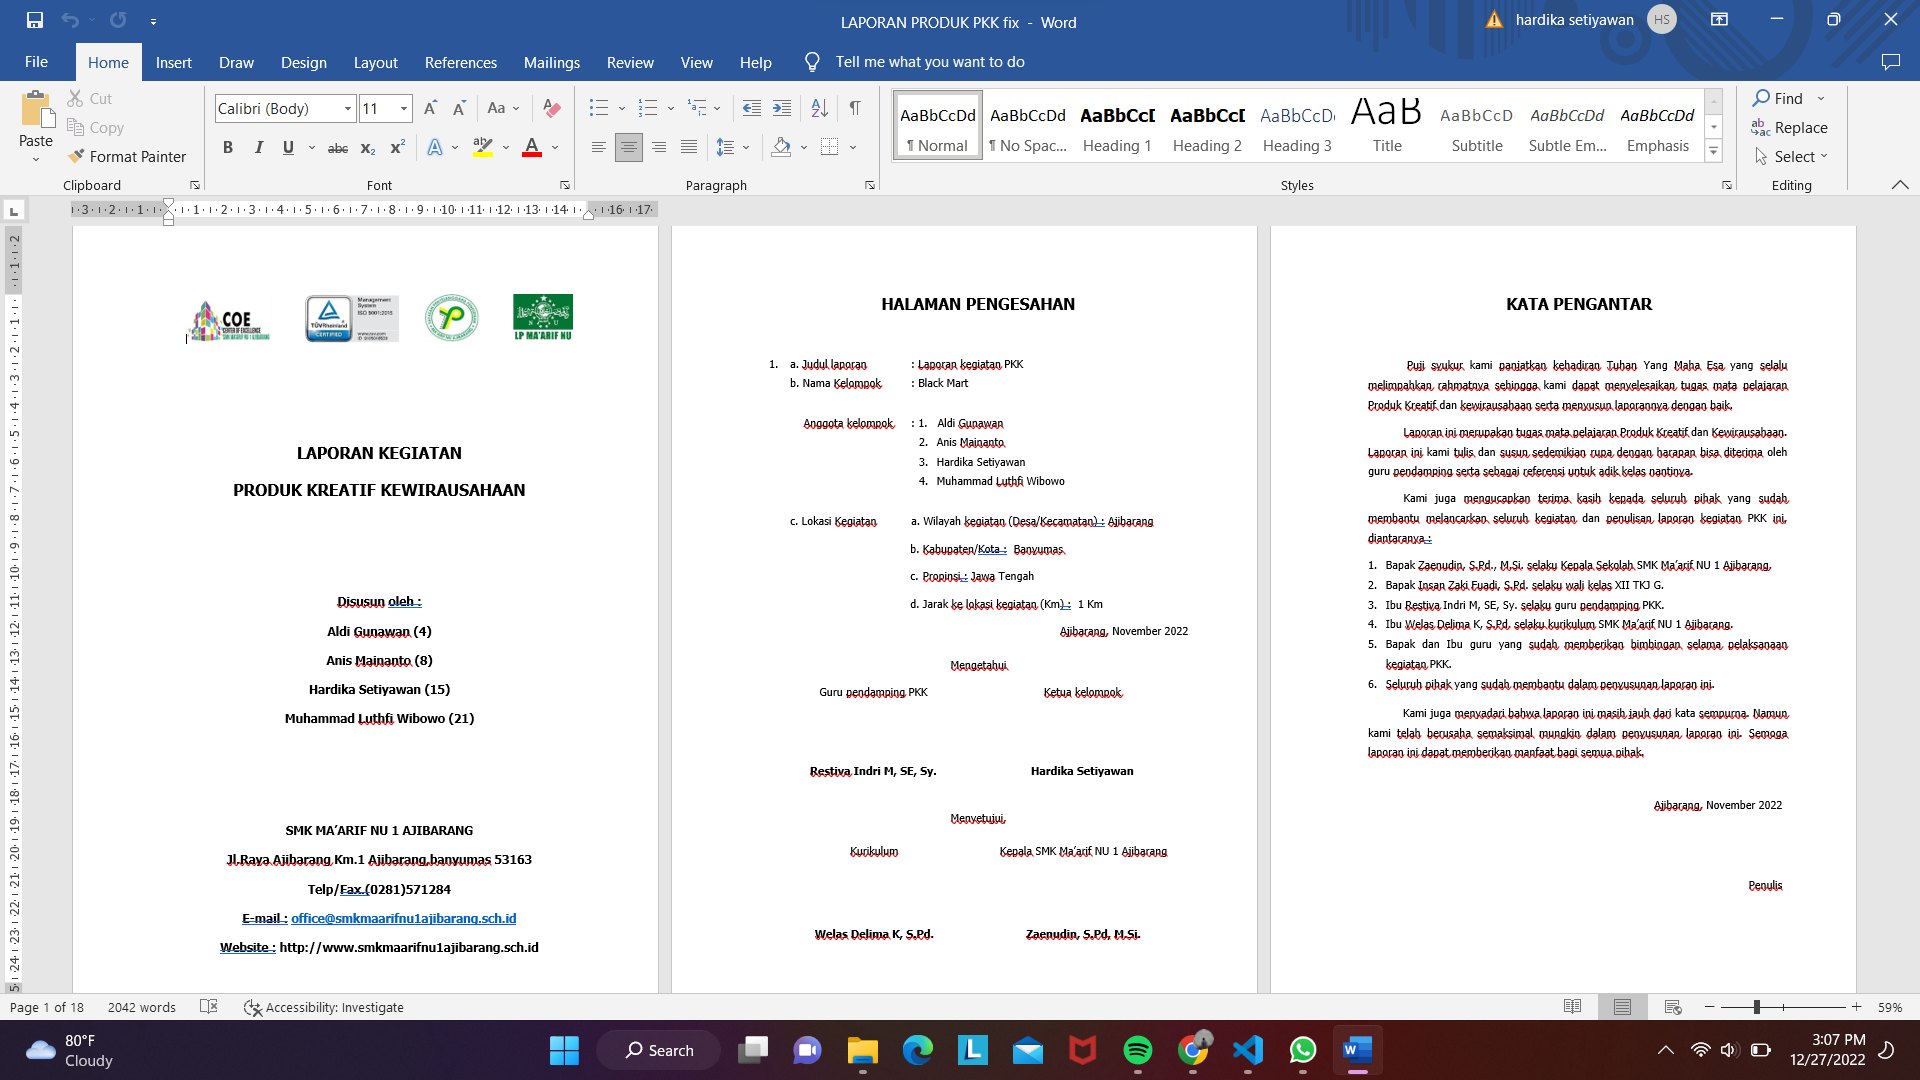 LAPORAN PRODUK PKK fix - Word
hardika setiyawan
HS
File
Home
Insert
Draw
Design
Layout
References
Mailings
Review
View
Help
Tell me what you want to do
Paste
Cut
Copy
Format Painter
Clipboard
Calibri (Body)
11
Font
Paragraph
AaBbCcDd
¶ Normal
AaBbCcDd
¶ No Spac...
AaBbCcD
Heading 1
AaBbCcD
Heading 2
AaBbCcD
Heading 3
AaB
Title
AaBbCcD
Subtitle
AaBbCcDd
Subtle Em...
AaBbCcDd
Emphasis
Styles
Find
Replace
Select
Editing
COE
CENTER OF EXCELLENCE
SMK MA'ARIF NU 1 AJIBARANG
TÜVRheinland
CERTIFIED
Management
System
ISO 9001:2015
LP MA'ARIF NU
LAPORAN KEGIATAN
PRODUK KREATIF KEWIRAUSAHAAN
Disusun oleh :
Aldi Gunawan (4)
Anis Mainanto (8)
Hardika Setiyawan (15)
Muhammad Luthfi Wibowo (21)
SMK MA'ARIF NU 1 AJIBARANG
Jl.Raya Ajibarang Km.1 Ajibarang,banyumas 53163
Telp/Fax.(0281)571284
E-mail : office@smkmaarifnu1ajibarang.sch.id
Website : http://www.smkmaarifnu1ajibarang.sch.id
HALAMAN PENGESAHAN
1. a. Judul laporan : Laporan kegiatan PKK
b. Nama Kelompok : Black Mart
Anggota kelompok : 1. Aldi Gunawan
2. Anis Mainanto
3. Hardika Setiyawan
4. Muhammad Luthfi Wibowo
c. Lokasi Kegiatan a. Wilayah kegiatan (Desa/Kecamatan) : Ajibarang
b. Kabupaten/Kota : Banyumas
c. Propinsi : Jawa Tengah
d. Jarak ke lokasi kegiatan (Km) : 1 Km
Ajibarang, November 2022
Mengetahui
Guru pendamping PKK Ketua kelompok
Restiva Indri M, SE, Sy. Hardika Setiyawan
Menyetujui,
Kurikulum Kepala SMK Ma'arif NU 1 Ajibarang
Welas Delima K, S.Pd. Zaenudin, S.Pd, M.Si.
KATA PENGANTAR
Puji syukur kami panjatkan kehadiran Tuhan Yang Maha Esa yang selalu
melimpahkan rahmatnya sehingga kami dapat menyelesaikan tugas mata pelajaran
Produk Kreatif dan kewirausahaan serta menyusun laporannya dengan baik.
Laporan ini merupakan tugas mata pelajaran Produk Kreatif dan Kewirausahaan.
Laporan ini kami tulis dan susun sedemikian rupa dengan harapan bisa diterima oleh
guru pendamping serta sebagai referensi untuk adik kelas nantinya.
Kami juga mengucapkan terima kasih kepada seluruh pihak yang sudah
membantu melancarkan seluruh kegiatan dan penulisan laporan kegiatan PKK ini,
diantaranya :
1. Bapak Zaenudin, S.Pd., M.Si. selaku Kepala Sekolah SMK Ma'arif NU 1 Ajibarang.
2. Bapak Insan Zaki Fuadi, S.Pd. selaku wali kelas XII TKJ G.
3. Ibu Restiva Indri M, SE, Sy. selaku guru pendamping PKK.
4. Ibu Welas Delima K, S.Pd. selaku kurikulum SMK Ma'arif NU 1 Ajibarang.
5. Bapak dan Ibu guru yang sudah memberikan bimbingan selama pelaksanaan
kegiatan PKK.
6. Seluruh pihak yang sudah membantu dalam penyusunan laporan ini.
Kami juga menyadari bahwa laporan ini masih jauh dari kata sempurna. Namun
kami telah berusaha semaksimal mungkin dalam penyusunan laporan ini. Semoga
laporan ini dapat memberikan manfaat bagi semua pihak.
Ajibarang, November 2022
Penulis
Page 1 of 18
2042 words
Accessibility: Investigate
59%
80°F
Cloudy
Search
3:07 PM
12/27/2022